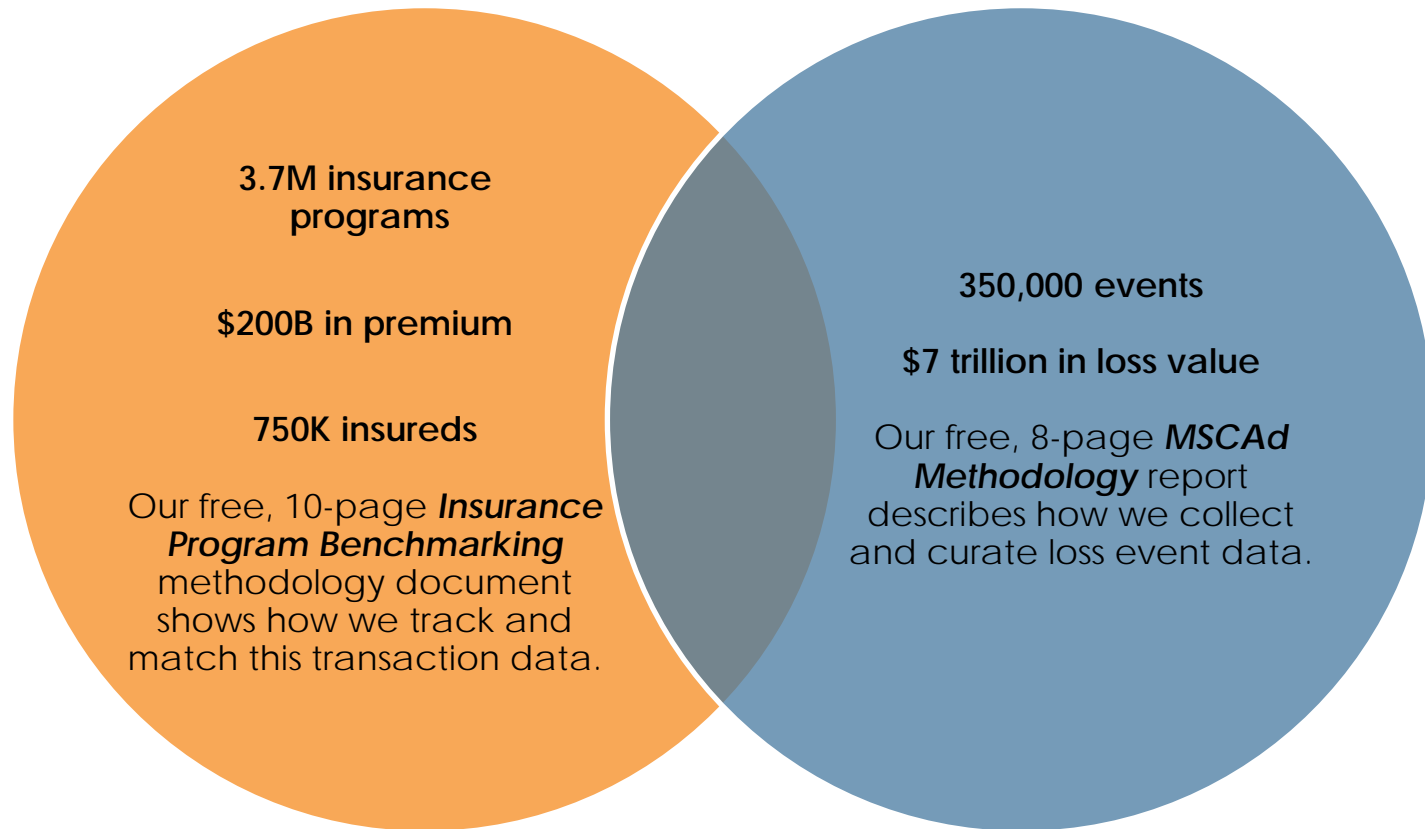 3.7M insurance
programs
$200B in premium
750K insureds
Our free, 10-page Insurance
Program Benchmarking
methodology document
shows how we track and
match this transaction data.
350,000 events
$7 trillion in loss value
Our free, 8-page MSCAd
Methodology report
describes how we collect
and curate loss event data.